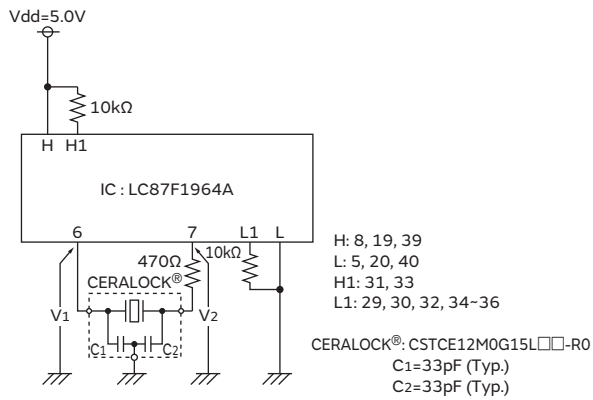 Vdd=5.0V
10kΩ
H H1
IC : LC87F1964A
6 7 L1 L
470Ω 10kΩ
CERALOCK®
V1 V2
C1 C2
H: 8, 19, 39
L: 5, 20, 40
H1: 31, 33
L1: 29, 30, 32, 34~36
CERALOCK®: CSTCE12M0G15L□□-R0
C1=33pF (Typ.)
C2=33pF (Typ.)